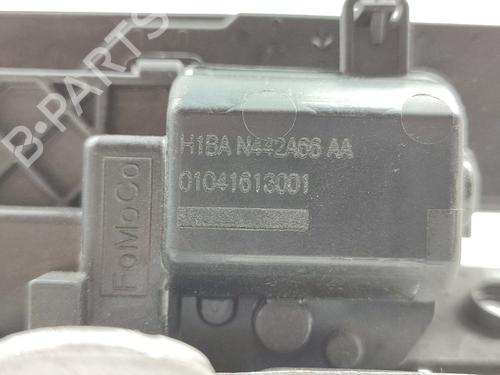 B-PARTS
H1BA N442A66 AA
01041613001
FoMoCo